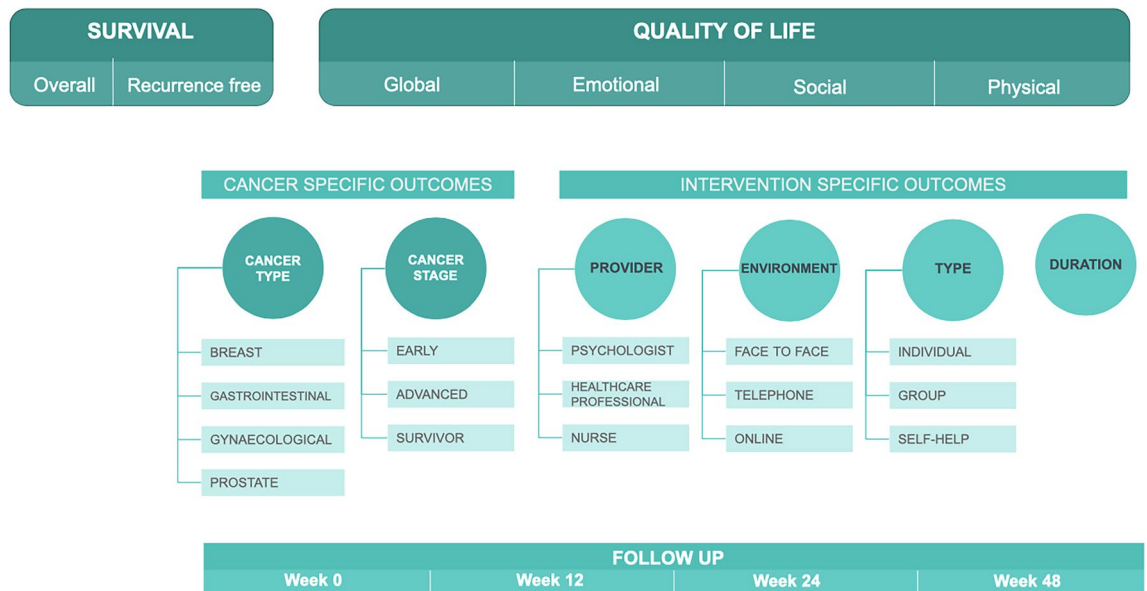 SURVIVAL
Overall
Recurrence free
QUALITY OF LIFE
Global
Emotional
Social
Physical
CANCER SPECIFIC OUTCOMES
CANCER
TYPE
BREAST
GASTROINTESTINAL
GYNAECOLOGICAL
PROSTATE
CANCER
STAGE
EARLY
ADVANCED
SURVIVOR
INTERVENTION SPECIFIC OUTCOMES
PROVIDER
PSYCHOLOGIST
HEALTHCARE
PROFESSIONAL
NURSE
ENVIRONMENT
FACE TO FACE
TELEPHONE
ONLINE
TYPE
INDIVIDUAL
GROUP
SELF-HELP
DURATION
FOLLOW UP
Week 0
Week 12
Week 24
Week 48